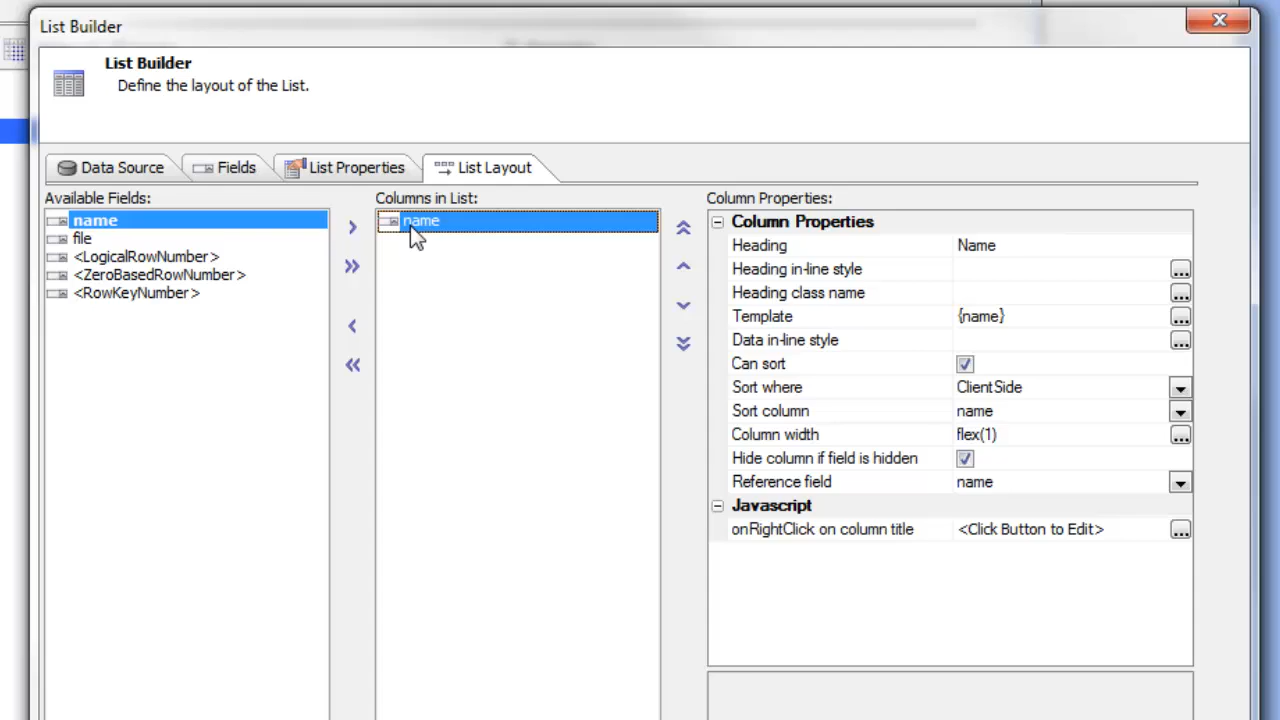 List Builder
List Builder
Define the layout of the List.
Data Source
Fields
List Properties
List Layout
Available Fields:
name
file
<LogicalRowNumber>
<ZeroBasedRowNumber>
<RowKeyNumber>
Columns in List:
name
Column Properties:
Column Properties
Heading Name
Heading in-line style ...
Heading class name ...
Template {name} ...
Data in-line style ...
Can sort
Sort where ClientSide
Sort column name
Column width flex(1) ...
Hide column if field is hidden
Reference field name
Javascript
onRightClick on column title <Click Button to Edit> ...